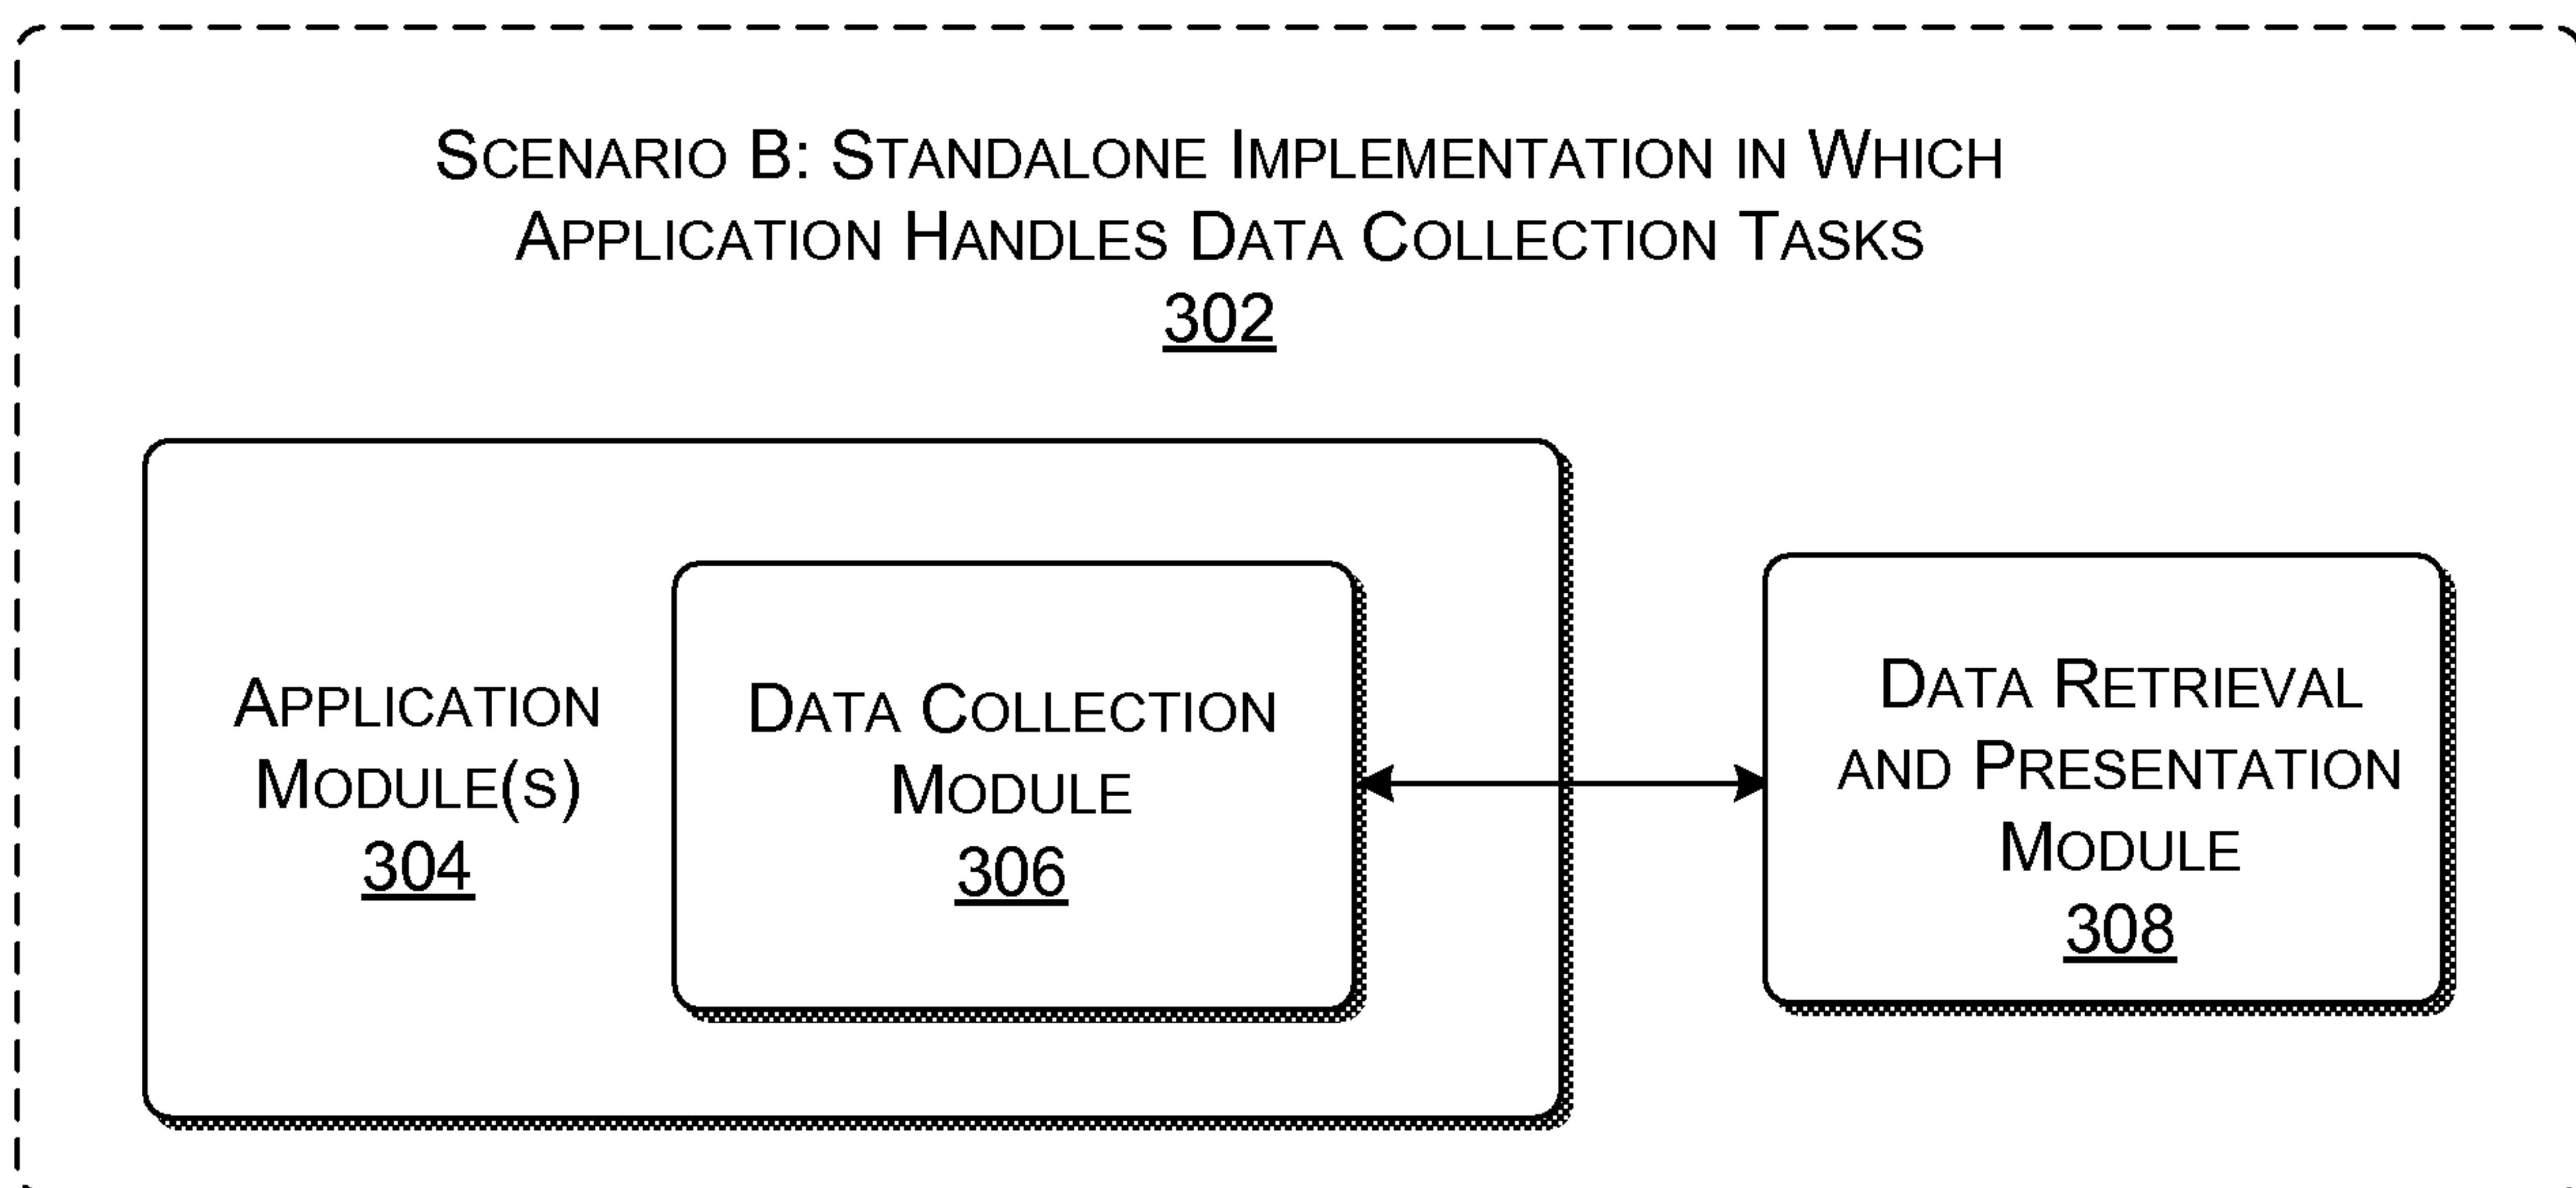 SCENARIO B: STANDALONE IMPLEMENTATION IN WHICH
APPLICATION HANDLES DATA COLLECTION TASKS
302
APPLICATION
MODULE(S)
304
DATA COLLECTION
MODULE
306
DATA RETRIEVAL
AND PRESENTATION
MODULE
308